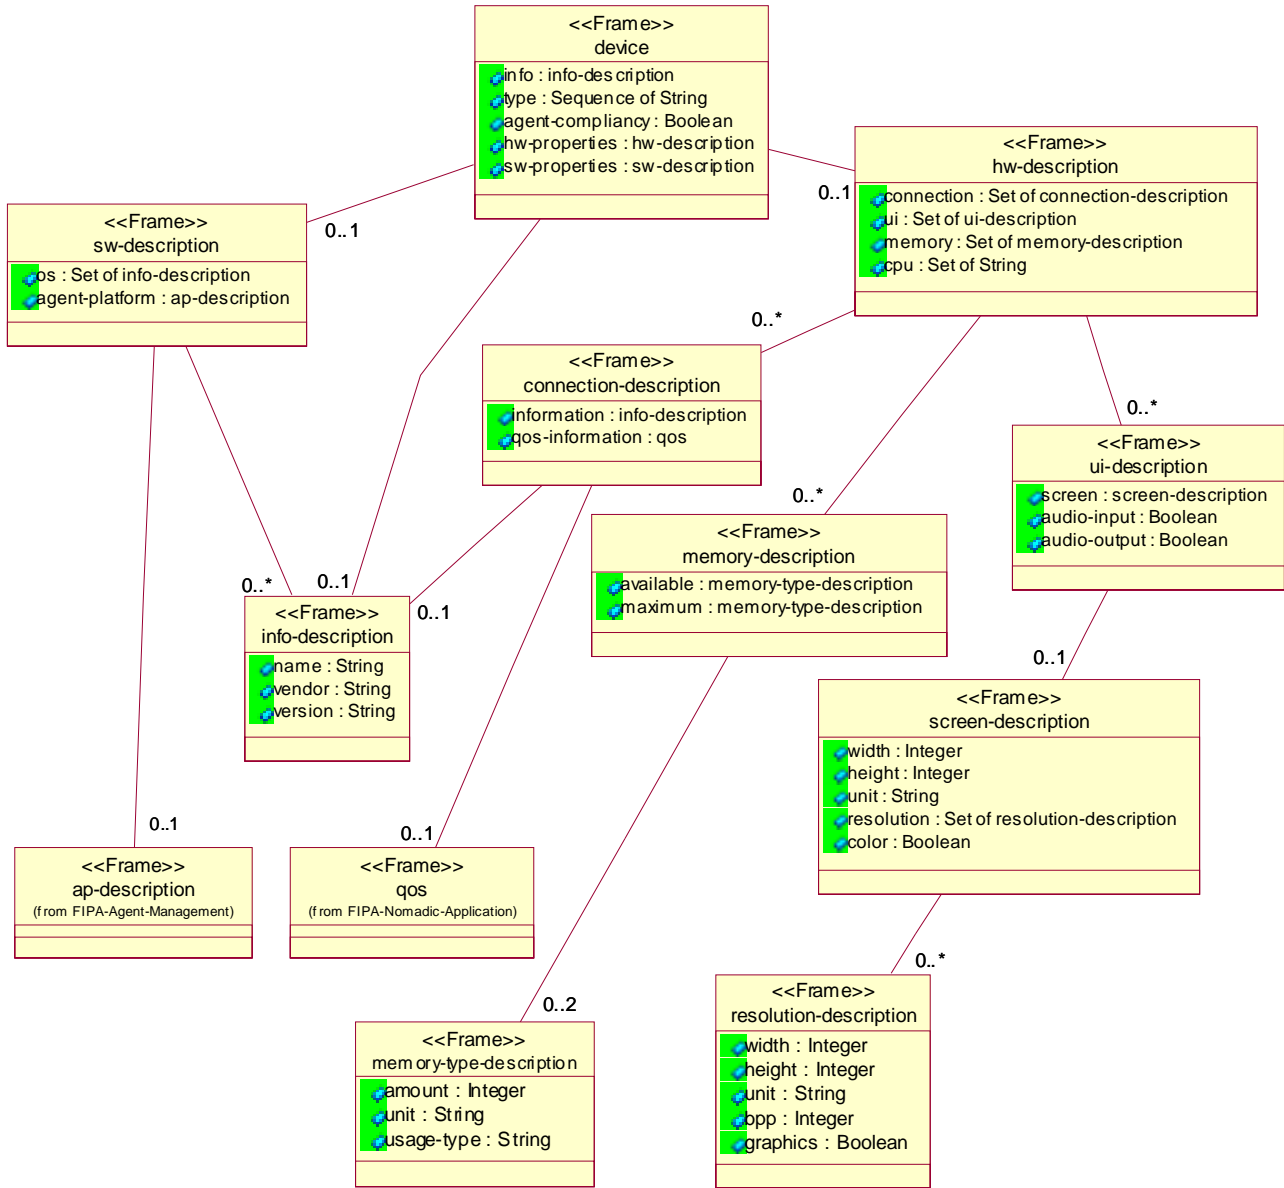 <<Frame>>
device
info : info-description
type : Sequence of String
agent-compliancy : Boolean
hw-properties : hw-description
sw-properties : sw-description
<<Frame>>
hw-description
connection : Set of connection-description
ui : Set of ui-description
memory : Set of memory-description
cpu : Set of String
0..1
<<Frame>>
sw-description
os : Set of info-description
agent-platform : ap-description
0..1
0..*
<<Frame>>
connection-description
information : info-description
qos-information : qos
0..*
<<Frame>>
ui-description
screen : screen-description
audio-input : Boolean
audio-output : Boolean
0..*
<<Frame>>
memory-description
available : memory-type-description
maximum : memory-type-description
0..*
0..1
0..1
<<Frame>>
info-description
name : String
vendor : String
version : String
0..1
<<Frame>>
screen-description
width : Integer
height : Integer
unit : String
resolution : Set of resolution-description
color : Boolean
0..1
<<Frame>>
ap-description
(from FIPA-Agent-Management)
0..1
<<Frame>>
qos
(from FIPA-Nomadic-Application)
0..2
<<Frame>>
memory-type-description
amount : Integer
unit : String
usage-type : String
0..*
<<Frame>>
resolution-description
width : Integer
height : Integer
unit : String
bpp : Integer
graphics : Boolean